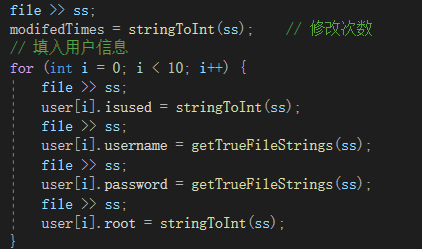 file >> ss;
modifedTimes = stringToInt(ss);    // 修改次数
// 填入用户信息
for (int i = 0; i < 10; i++) {
    file >> ss;
    user[i].isused = stringToInt(ss);
    file >> ss;
    user[i].username = getTrueFileStrings(ss);
    file >> ss;
    user[i].password = getTrueFileStrings(ss);
    file >> ss;
    user[i].root = stringToInt(ss);
}